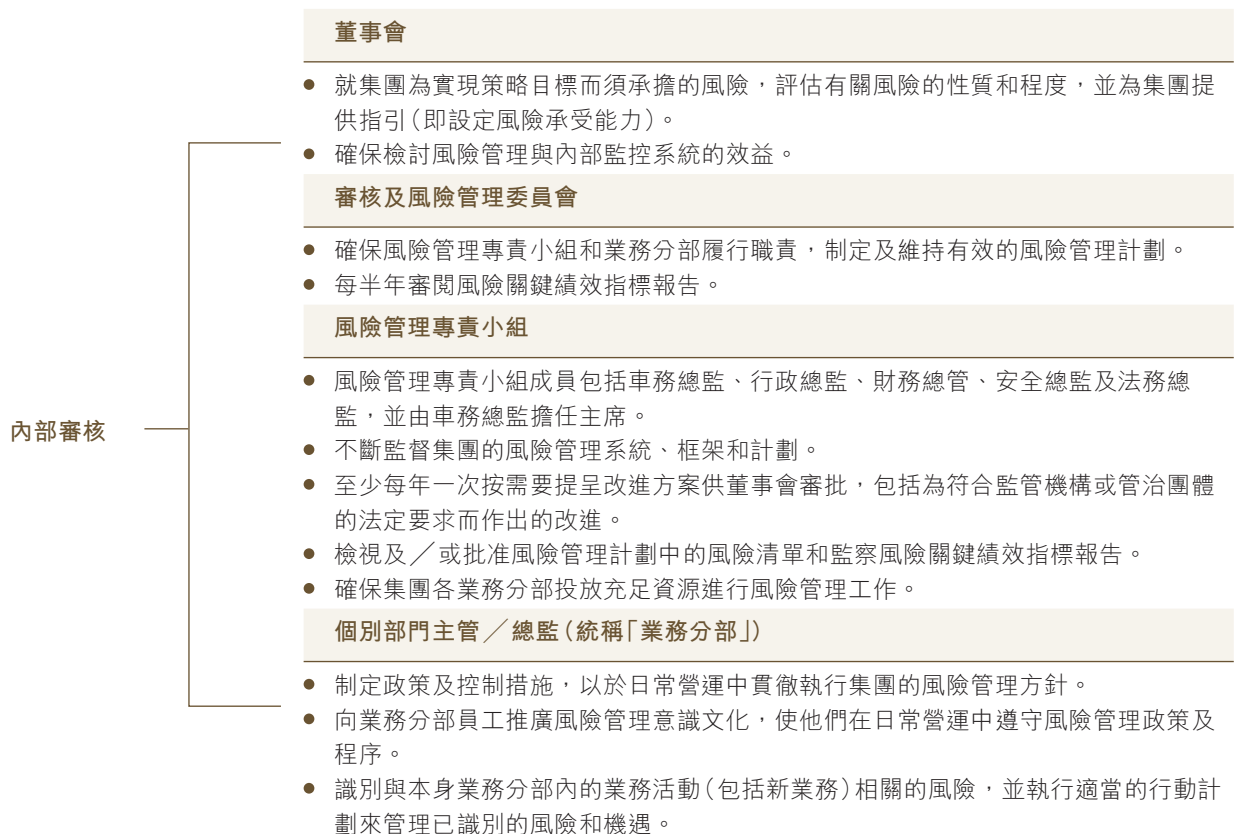 董事會
● 就集團為實現策略目標而須承擔的風險，評估有關風險的性質和程度，並為集團提
供指引（即設定風險承受能力）。
● 確保檢討風險管理與內部監控系統的效益。
審核及風險管理委員會
● 確保風險管理專責小組和業務分部履行職責，制定及維持有效的風險管理計劃。
● 每半年審閱風險關鍵績效指標報告。
風險管理專責小組
● 風險管理專責小組成員包括車務總監、行政總監、財務總管、安全總監及法務總
監，並由車務總監擔任主席。
內部審核
● 不斷監督集團的風險管理系統、框架和計劃。
● 至少每年一次按需要提呈改進方案供董事會審批，包括為符合監管機構或管治團體
的法定要求而作出的改進。
● 檢視及／或批准風險管理計劃中的風險清單和監察風險關鍵績效指標報告。
● 確保集團各業務分部投放充足資源進行風險管理工作。
個別部門主管／總監（統稱「業務分部」）
● 制定政策及控制措施，以於日常營運中貫徹執行集團的風險管理方針。
● 向業務分部員工推廣風險管理意識文化，使他們在日常營運中遵守風險管理政策及
程序。
● 識別與本身業務分部內的業務活動（包括新業務）相關的風險，並執行適當的行動計
劃來管理已識別的風險和機遇。